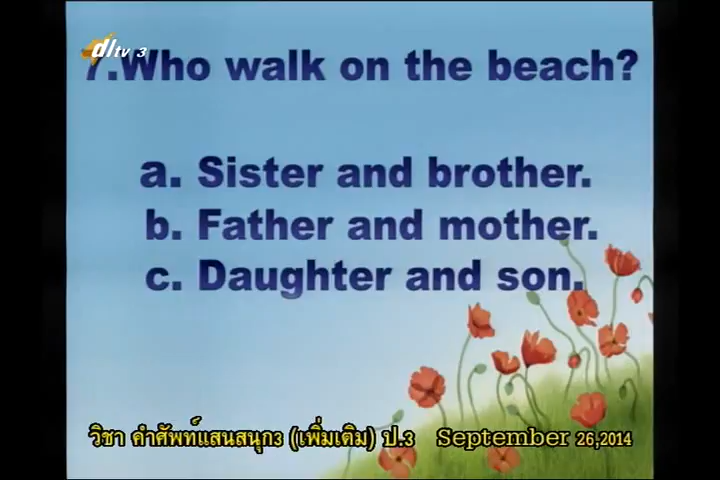 dltv 3
7.Who walk on the beach?
a. Sister and brother.
b. Father and mother.
c. Daughter and son.
วิชา คำศัพท์แสนสนุก3 (เพิ่มเติม) ป.3 September 26,2014